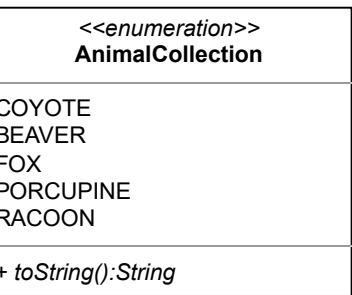 <<enumeration>>
AnimalCollection
COYOTE
BEAVER
FOX
PORCUPINE
RACOON
+ toString():String